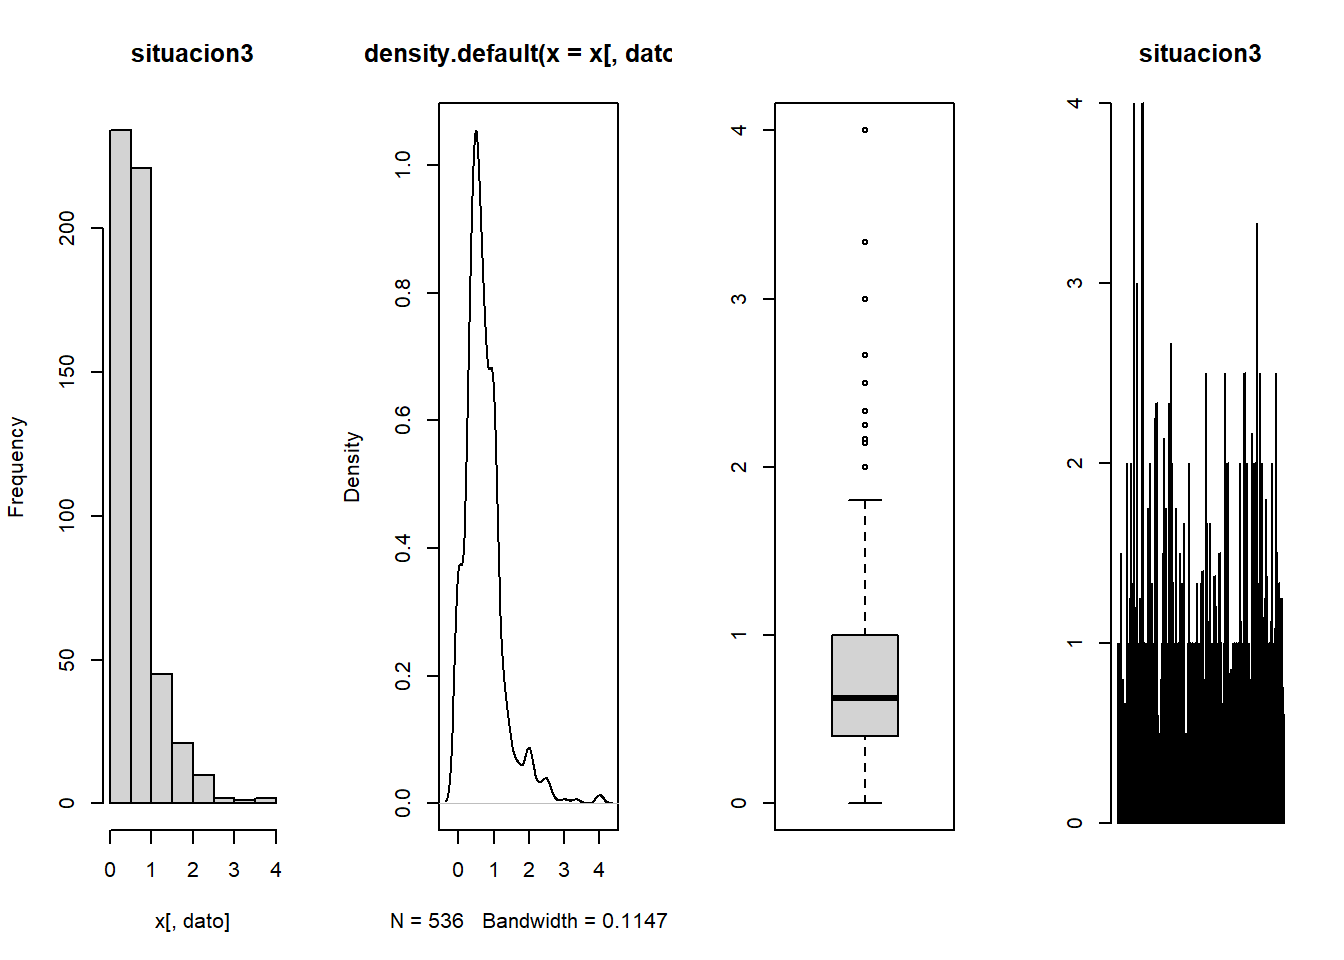 situacion3
Frequency
200
150
100
50
0
0 1 2 3 4
x[, dato]
density.default(x = x[, dato
Density
1.0
0.8
0.6
0.4
0.2
0.0
0 1 2 3 4
N = 536 Bandwidth = 0.1147
4
3
2
1
0
situacion3
4
3
2
1
0